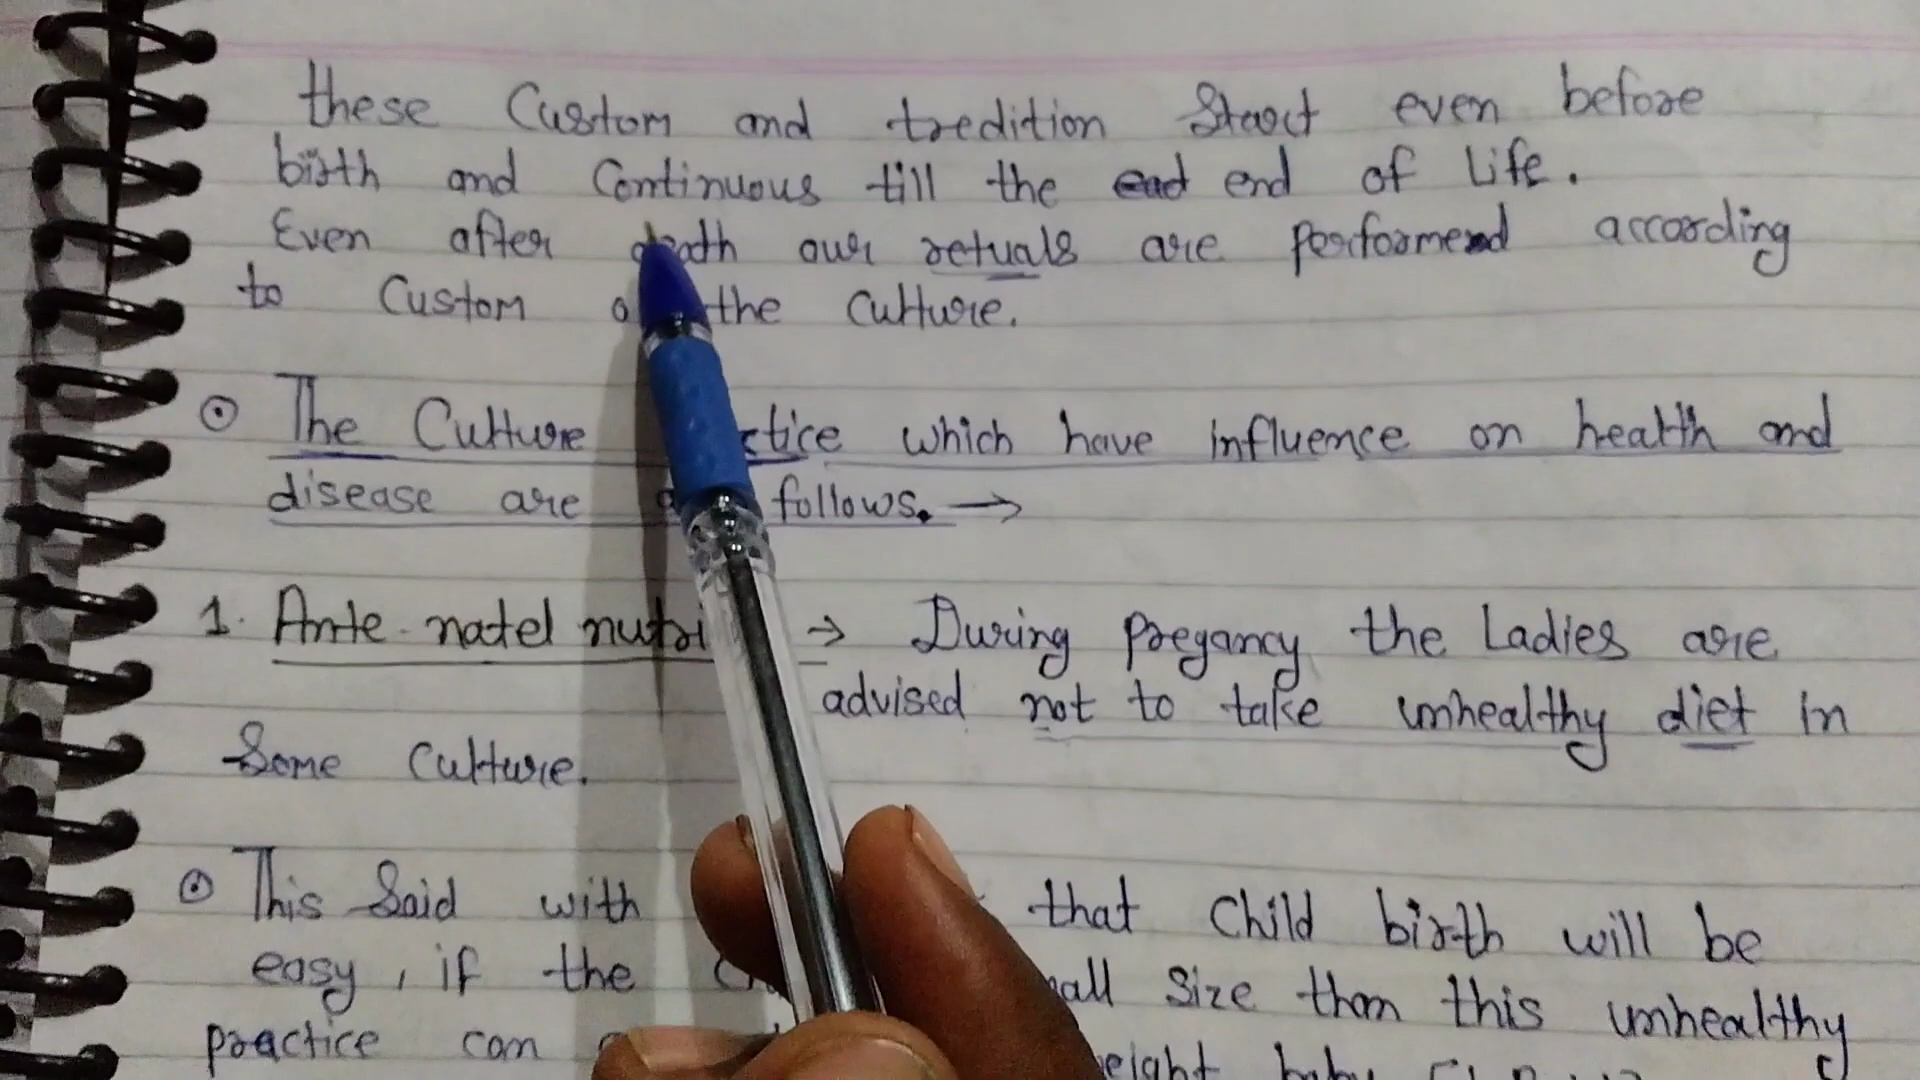 these Custom and tredition Start even before
birth and Continuous till the end end of Life.
Even after death our retuals are performend according
to Custom the Culture.
The Culture which have influence on health and
disease are follows. →
1. Ante-natel → During pregancy the Ladies are
advised not to take unhealthy diet in
Some Culture.
This Said with that Child birth will be
easy, if the Size than this unhealthy
practice can